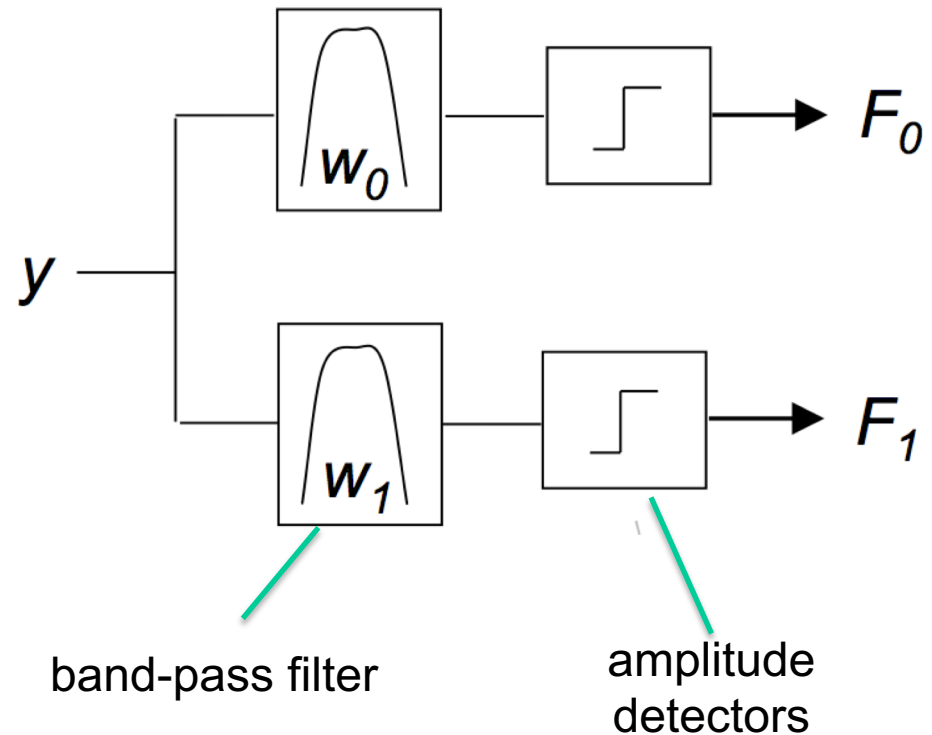 w₀
F₀
y
w₁
F₁
band-pass filter
amplitude
detectors